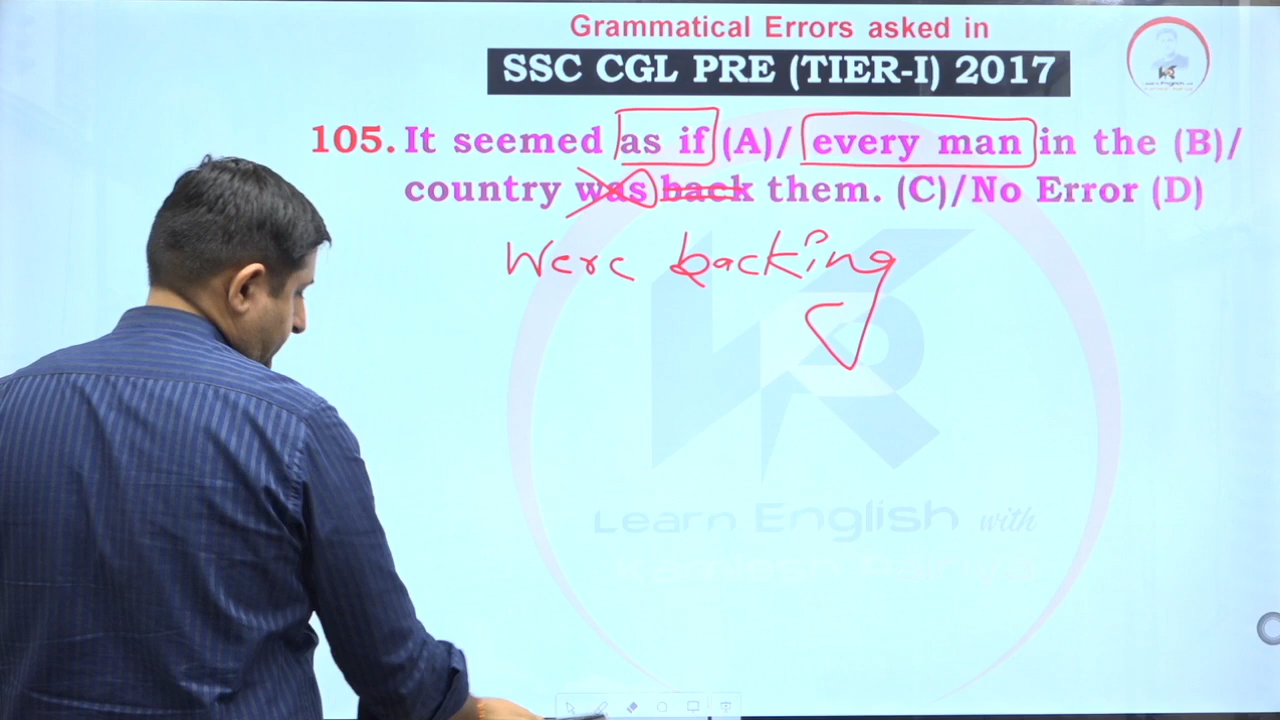 Grammatical Errors asked in
SSC CGL PRE (TIER-I) 2017
105. It seemed as if (A)/ every man in the (B)/
country was back them. (C)/No Error (D)
Were backing
Learn English with